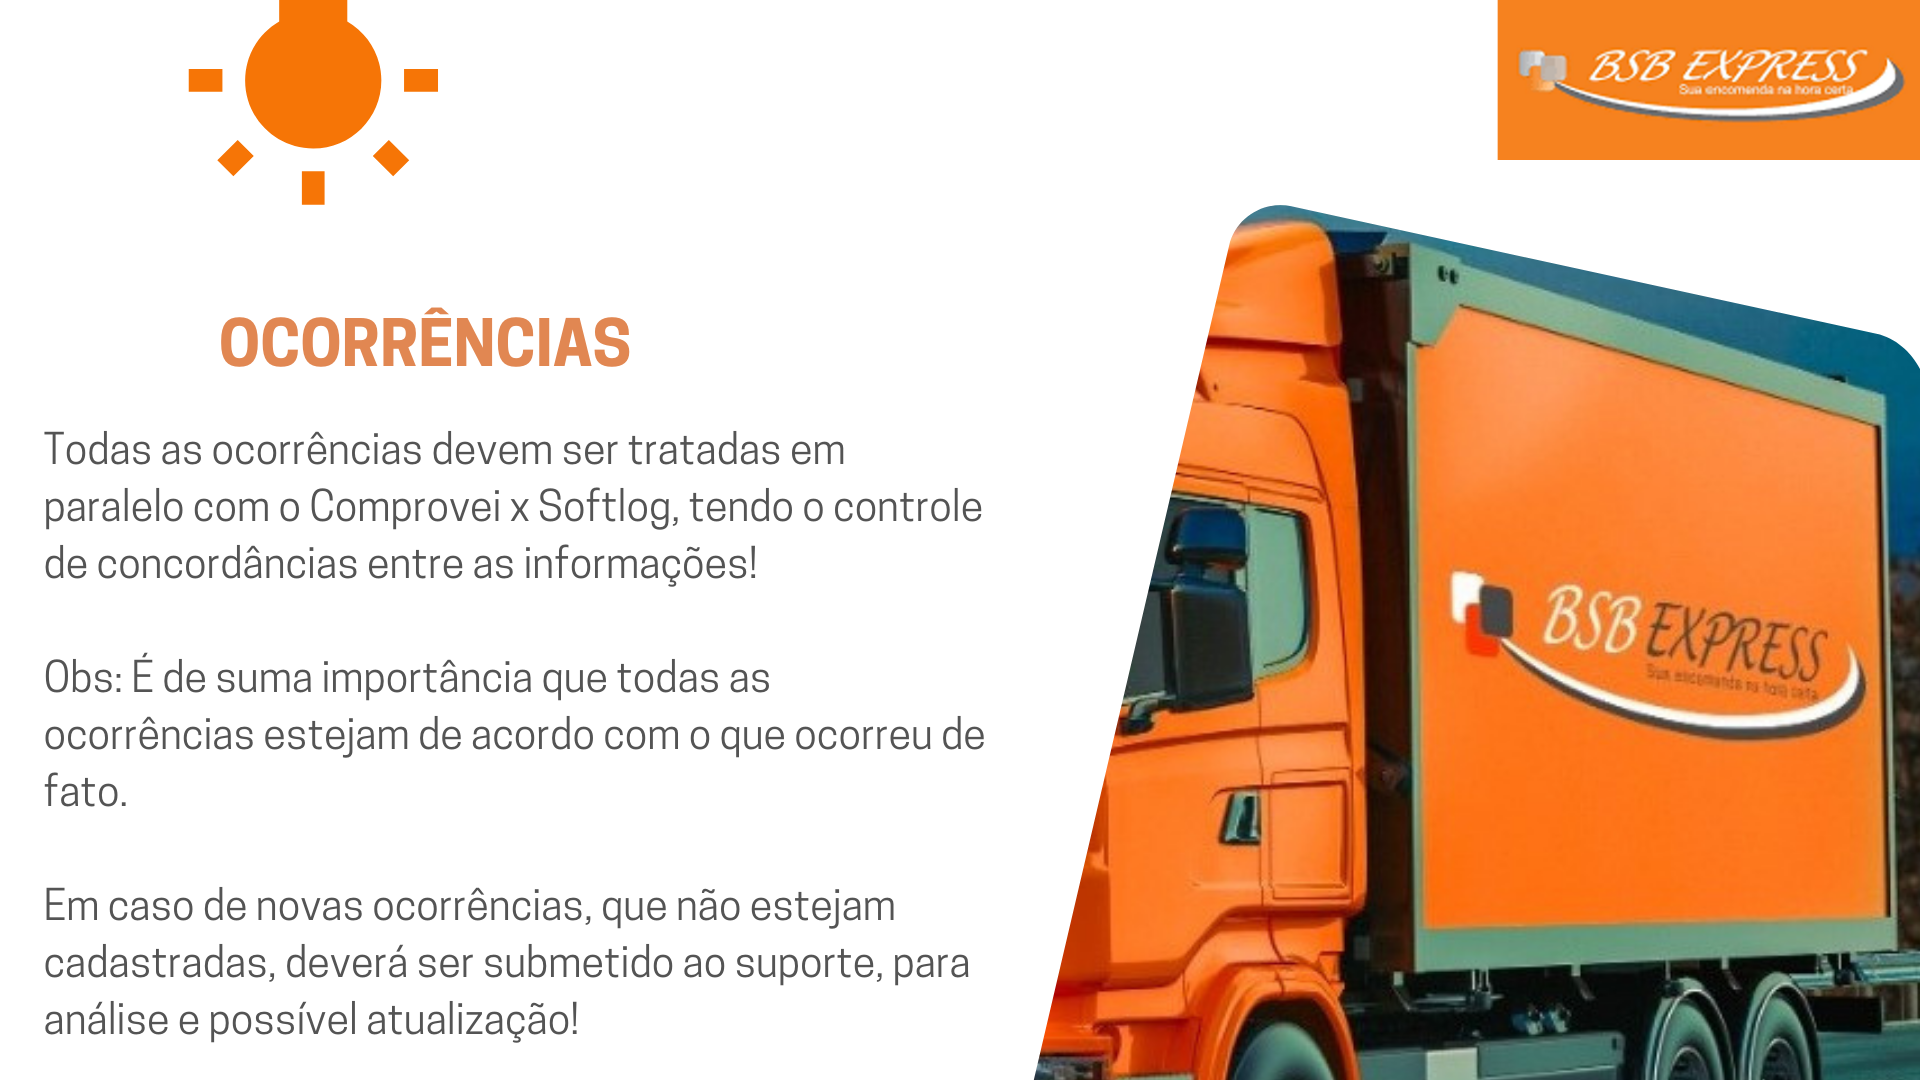 BSB EXPRESS
Sua encomenda na hora certa
OCORRÊNCIAS
Todas as ocorrências devem ser tratadas em
paralelo com o Comprovei x Softlog, tendo o controle
de concordâncias entre as informações!
Obs: É de suma importância que todas as
ocorrências estejam de acordo com o que ocorreu de
fato.
Em caso de novas ocorrências, que não estejam
cadastradas, deverá ser submetido ao suporte, para
análise e possível atualização!
BSB EXPRESS
Sua encomenda na hora certa